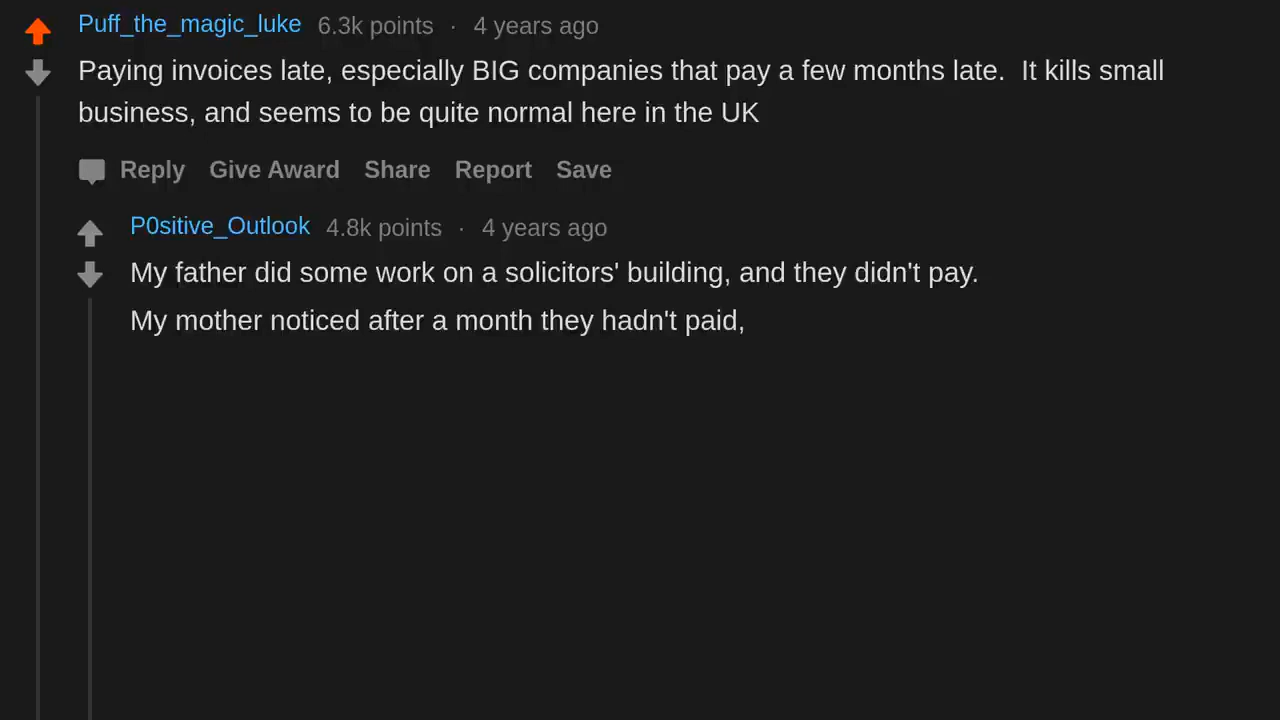 Puff_the_magic_luke 6.3k points · 4 years ago
Paying invoices late, especially BIG companies that pay a few months late.  It kills small
business, and seems to be quite normal here in the UK
Reply Give Award Share Report Save
P0sitive_Outlook 4.8k points · 4 years ago
My father did some work on a solicitors' building, and they didn't pay.
My mother noticed after a month they hadn't paid,